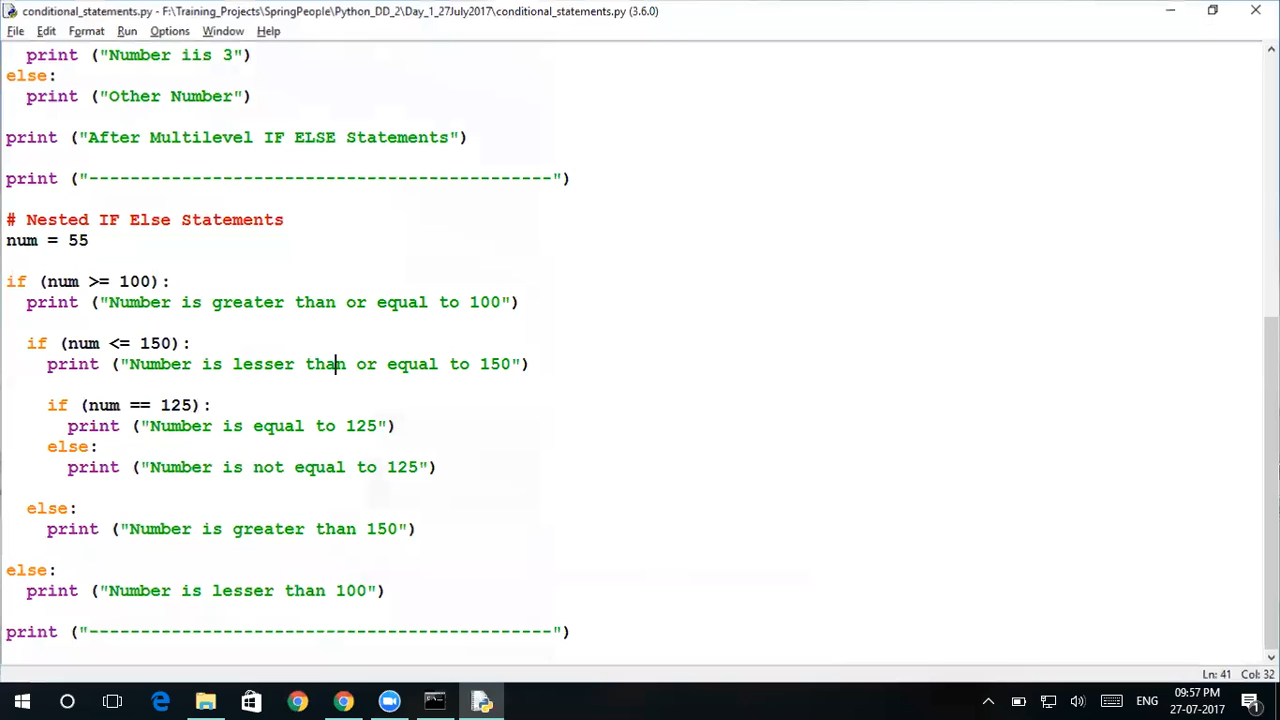 conditional_statements.py - F:\Training_Projects\SpringPeople\Python_DD_2\Day_1_27July2017\conditional_statements.py (3.6.0)
File Edit Format Run Options Window Help
print ("Number iis 3")
else:
print ("Other Number")
print ("After Multilevel IF ELSE Statements")
print ("---------------------------------------------")
# Nested IF Else Statements
num = 55
if (num >= 100):
print ("Number is greater than or equal to 100")
if (num <= 150):
print ("Number is lesser than or equal to 150")
if (num == 125):
print ("Number is equal to 125")
else:
print ("Number is not equal to 125")
else:
print ("Number is greater than 150")
else:
print ("Number is lesser than 100")
print ("---------------------------------------------")
Ln: 41 Col: 32
ENG
09:57 PM
27-07-2017
1